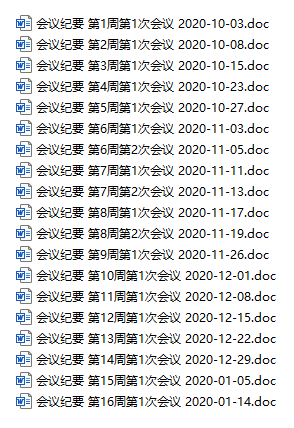 会议纪要 第1周第1次会议 2020-10-03.doc
会议纪要 第2周第1次会议 2020-10-08.doc
会议纪要 第3周第1次会议 2020-10-15.doc
会议纪要 第4周第1次会议 2020-10-23.doc
会议纪要 第5周第1次会议 2020-10-27.doc
会议纪要 第6周第1次会议 2020-11-03.doc
会议纪要 第6周第2次会议 2020-11-05.doc
会议纪要 第7周第1次会议 2020-11-11.doc
会议纪要 第7周第2次会议 2020-11-13.doc
会议纪要 第8周第1次会议 2020-11-17.doc
会议纪要 第8周第2次会议 2020-11-19.doc
会议纪要 第9周第1次会议 2020-11-26.doc
会议纪要 第10周第1次会议 2020-12-01.doc
会议纪要 第11周第1次会议 2020-12-08.doc
会议纪要 第12周第1次会议 2020-12-15.doc
会议纪要 第13周第1次会议 2020-12-22.doc
会议纪要 第14周第1次会议 2020-12-29.doc
会议纪要 第15周第1次会议 2020-01-05.doc
会议纪要 第16周第1次会议 2020-01-14.doc